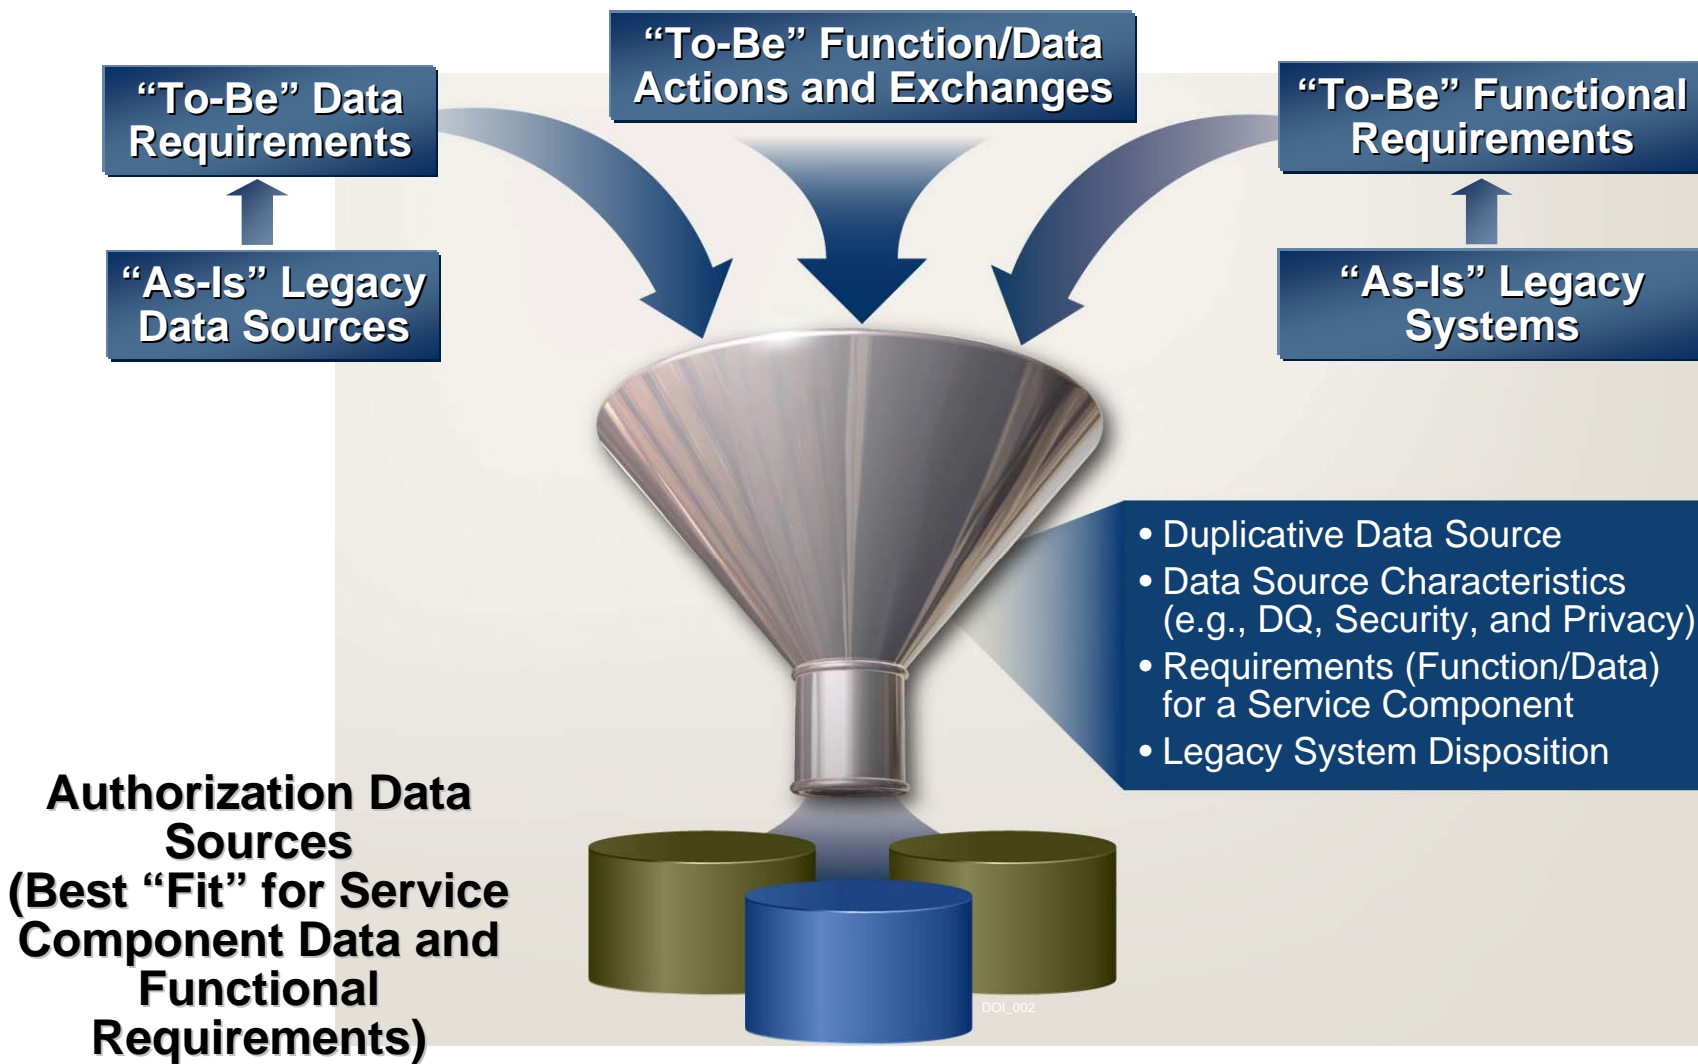 “To-Be” Function/Data
Actions and Exchanges
“To-Be” Data
Requirements
“To-Be” Functional
Requirements
“As-Is” Legacy
Data Sources
“As-Is” Legacy
Systems
• Duplicative Data Source
• Data Source Characteristics
(e.g., DQ, Security, and Privacy)
• Requirements (Function/Data)
for a Service Component
• Legacy System Disposition
Authorization Data
Sources
(Best “Fit” for Service
Component Data and
Functional
Requirements)
DOI_002